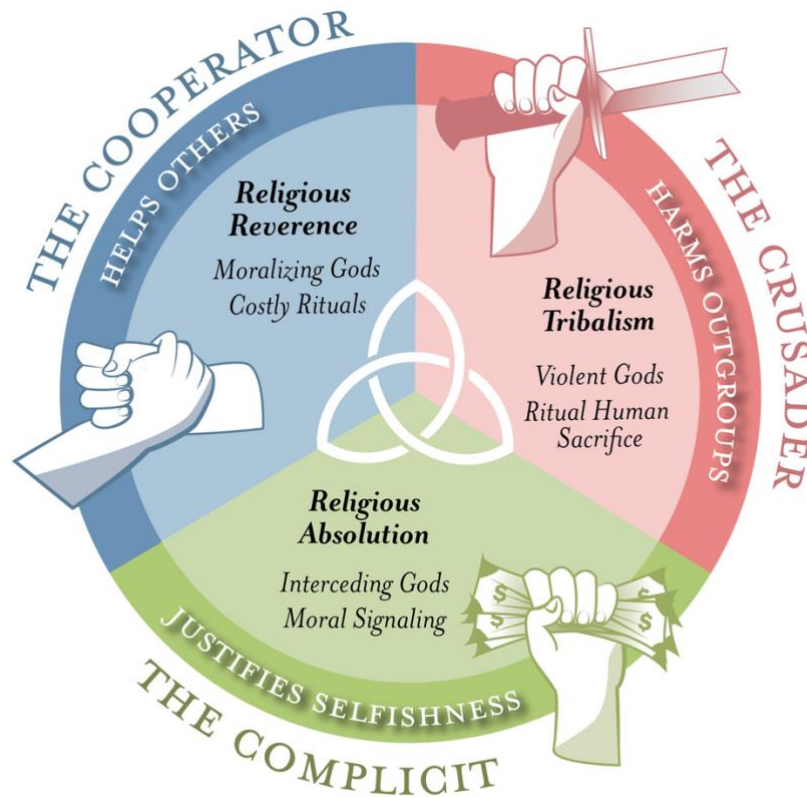 THE COOPERATOR
HELPS OTHERS
Religious
Reverence
Moralizing Gods
Costly Rituals
THE CRUSADER
HARMS OUTGROUPS
Religious
Tribalism
Violent Gods
Ritual Human
Sacrifice
Religious
Absolution
Interceding Gods
Moral Signaling
$
$
$
$
JUSTIFIES SELFISHNESS
THE COMPLICIT